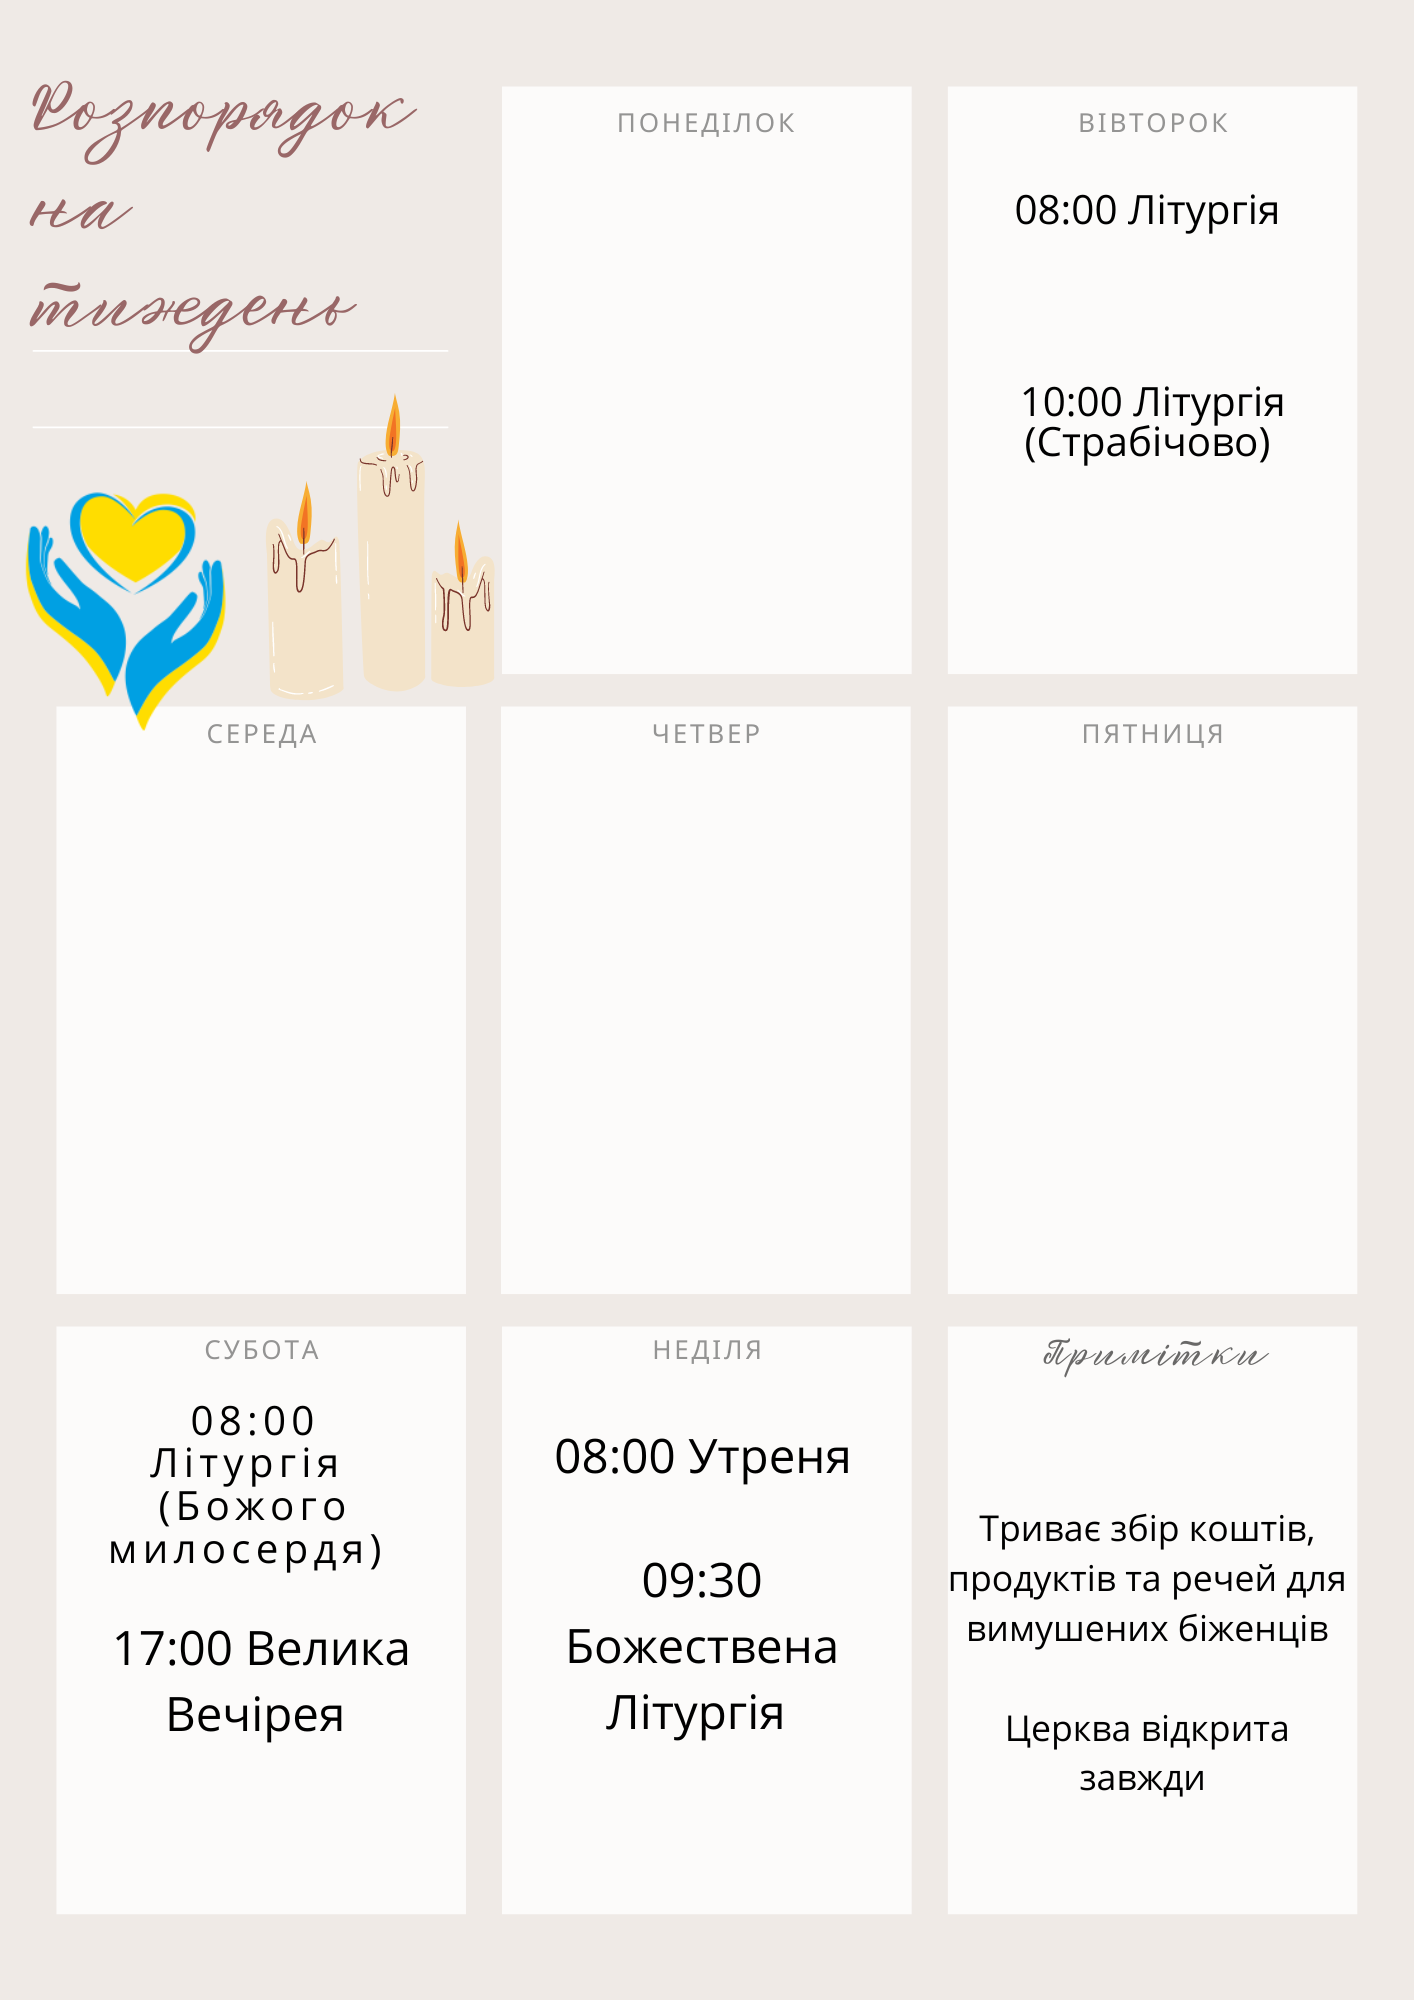 Розпорядок
на
тиждень
ПОНЕДІЛОК
ВІВТОРОК
08:00 Літургія
10:00 Літургія
(Страбічово)
СЕРЕДА
ЧЕТВЕР
ПЯТНИЦЯ
СУБОТА
08:00
Літургія
(Божого
милосердя)
17:00 Велика
Вечірея
НЕДІЛЯ
08:00 Утреня
09:30
Божествена
Літургія
Примітки
Триває збір коштів,
продуктів та речей для
вимушених біженців
Церква відкрита
завжди